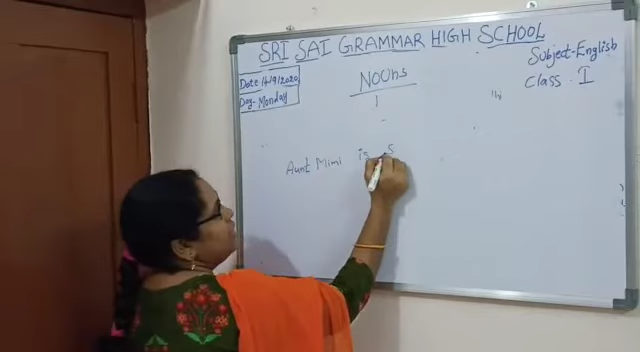 SRI SAI GRAMMAR HIGH SCHOOL
Subject-English
Class - I
Date 14/9/2020
Day - Monday
Nouns
Aunt Mimi is S